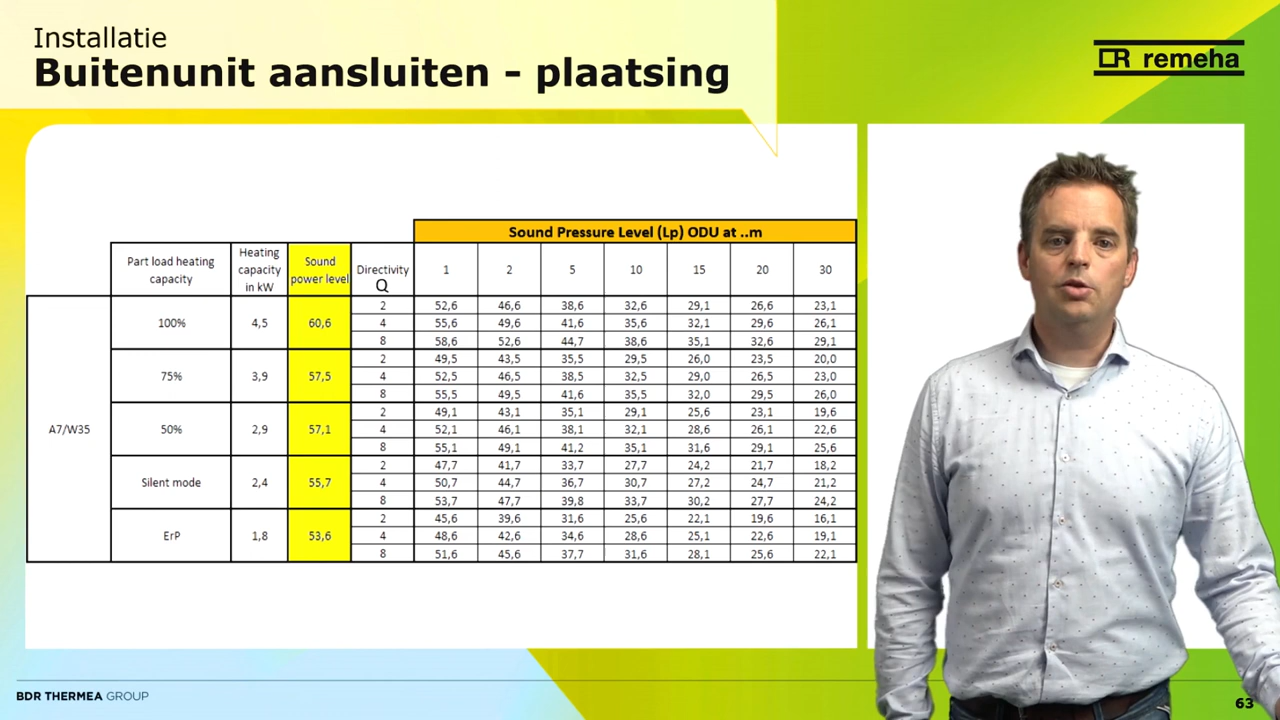 Installatie
Buitenunit aansluiten - plaatsing
remeha
Sound Pressure Level (Lp) ODU at ..m
Part load heating capacity Heating capacity in kW Sound power level Directivity Q 1 2 5 10 15 20 30
A7/W35
100% 4,5 60,6
2 52,6 46,6 38,6 32,6 29,1 26,6 23,1
4 55,6 49,6 41,6 35,6 32,1 29,6 26,1
8 58,6 52,6 44,7 38,6 35,1 32,6 29,1
75% 3,9 57,5
2 49,5 43,5 35,5 29,5 26,0 23,5 20,0
4 52,5 46,5 38,5 32,5 29,0 26,5 23,0
8 55,5 49,5 41,6 35,5 32,0 29,5 26,0
50% 2,9 57,1
2 49,1 43,1 35,1 29,1 25,6 23,1 19,6
4 52,1 46,1 38,1 32,1 28,6 26,1 22,6
8 55,1 49,1 41,2 35,1 31,6 29,1 25,6
Silent mode 2,4 55,7
2 47,7 41,7 33,7 27,7 24,2 21,7 18,2
4 50,7 44,7 36,7 30,7 27,2 24,7 21,2
8 53,7 47,7 39,8 33,7 30,2 27,7 24,2
ErP 1,8 53,6
2 45,6 39,6 31,6 25,6 22,1 19,6 16,1
4 48,6 42,6 34,6 28,6 25,1 22,6 19,1
8 51,6 45,6 37,7 31,6 28,1 25,6 22,1
BDR THERMEA GROUP
63